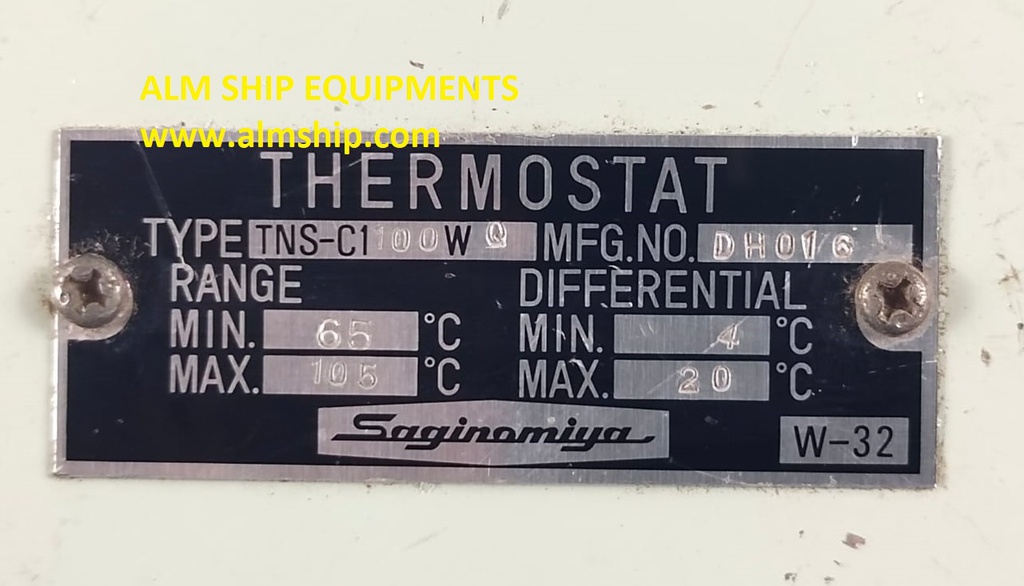 ALM SHIP EQUIPMENTS
www.almship.com
THERMOSTAT
TYPE TNS-C1100WQ MFG.NO. DH016
RANGE DIFFERENTIAL
MIN. 65 °C MIN. 4 °C
MAX. 105 °C MAX. 20 °C
Saginomiya
W-32